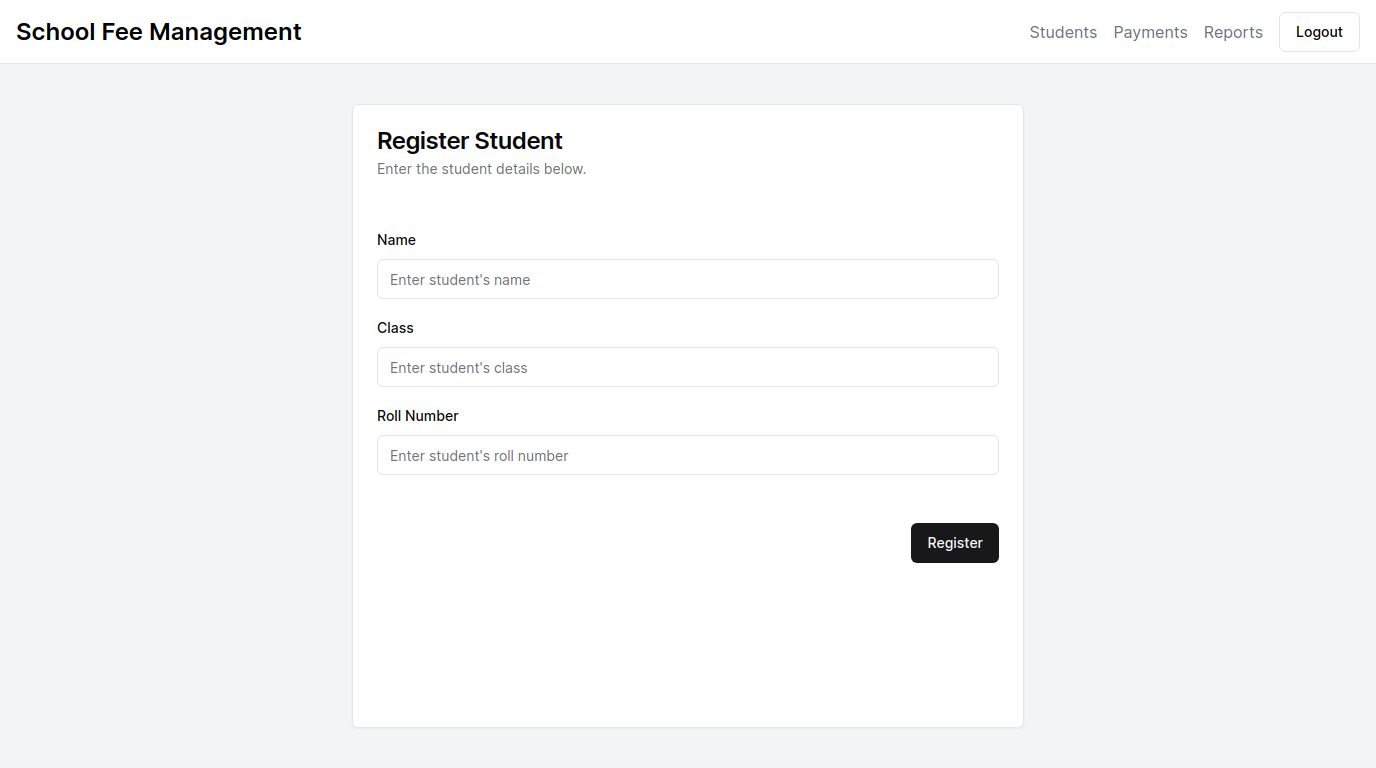 School Fee Management
Students Payments Reports Logout
Register Student
Enter the student details below.
Name
Enter student's name
Class
Enter student's class
Roll Number
Enter student's roll number
Register